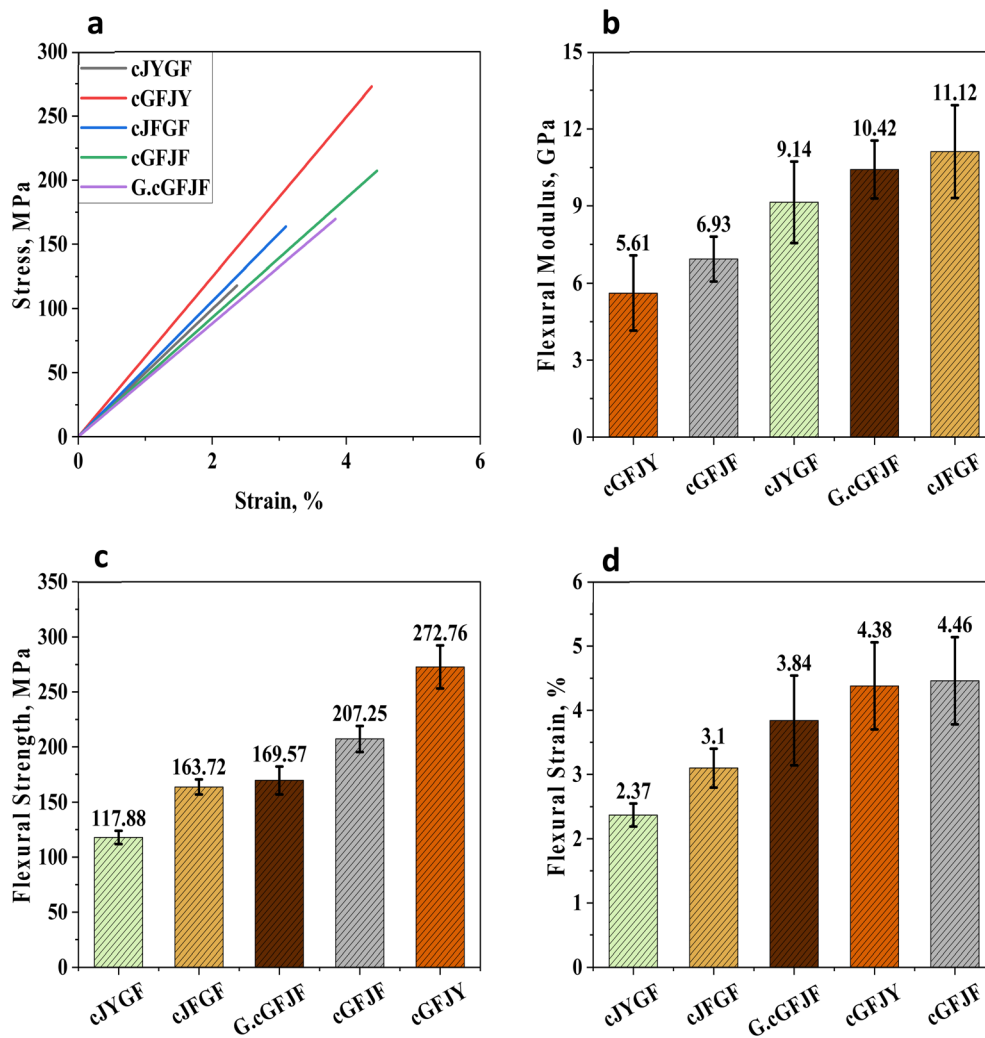 a
Stress, MPa
300
250
200
150
100
50
0
cJYGF
cGFJY
cJFGF
cGFJF
G.cGFJF
0 2 4 6
Strain, %
b
Flexural Modulus, GPa
15
12
9
6
3
0
5.61
6.93
9.14
10.42
11.12
cGFJY
cGFJF
cJYGF
G.cGFJF
cJFGF
c
Flexural Strength, MPa
350
300
250
200
150
100
50
0
117.88
163.72
169.57
207.25
272.76
cJYGF
cJFGF
G.cGFJF
cGFJF
cGFJY
d
Flexural Strain, %
6
5
4
3
2
1
0
2.37
3.1
3.84
4.38
4.46
cJYGF
cJFGF
G.cGFJF
cGFJY
cGFJF